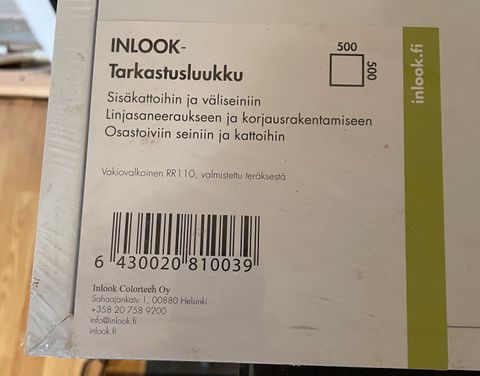 INLOOK-
Tarkastusluukku
500
500
inlook.fi
Sisäkattoihin ja väliseiniin
Linjasaneeraukseen ja korjausrakentamiseen
Osastoiviin seiniin ja kattoihin
Vakiovalkoinen RR110, valmistettu teräksestä
6 430020 810039
Inlook Colortech Oy
Sahaajankatu 1, 00880 Helsinki
+358 20 758 9200
info@inlook.fi
inlook.fi